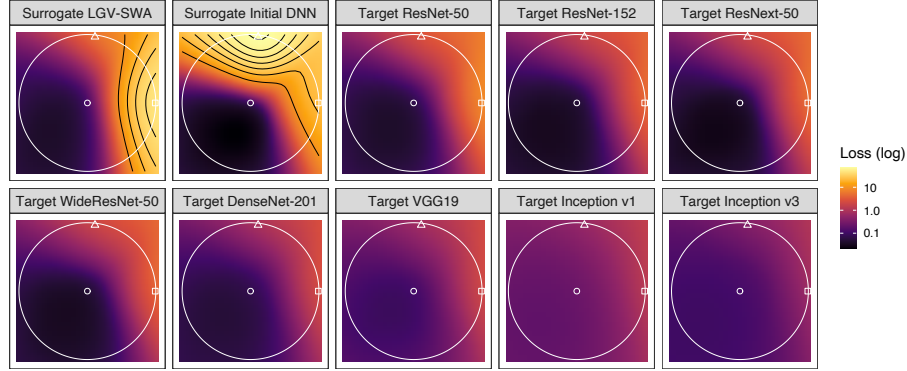 Surrogate LGV-SWA
Surrogate Initial DNN
Target ResNet-50
Target ResNet-152
Target ResNext-50
Loss (log)
10
1.0
0.1
Target WideResNet-50
Target DenseNet-201
Target VGG19
Target Inception v1
Target Inception v3